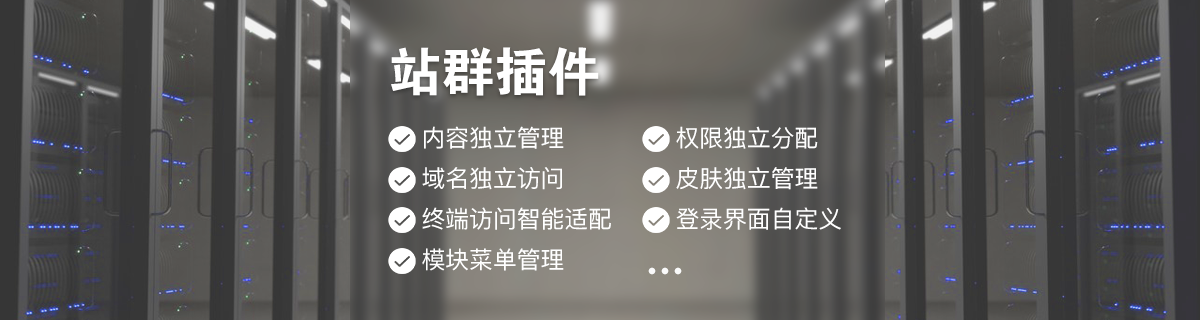 站群插件
内容独立管理
权限独立分配
域名独立访问
皮肤独立管理
终端访问智能适配
登录界面自定义
模块菜单管理
...